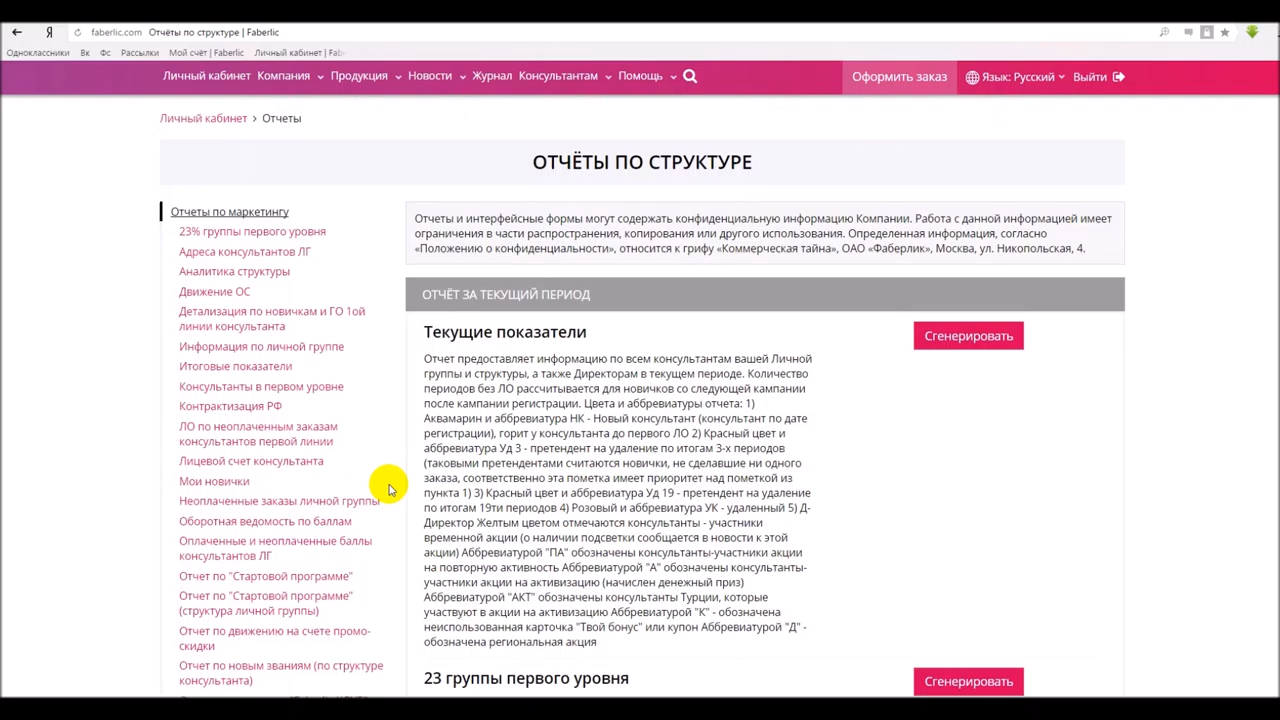 faberlic.com Отчёты по структуре | Faberlic
Одноклассники Вк Фс Рассылки Мой счёт | Faberlic Личный кабинет | Fab
Личный кабинет Компания Продукция Новости Журнал Консультантам Помощь Оформить заказ Язык: Русский Выйти
Личный кабинет > Отчеты
ОТЧЁТЫ ПО СТРУКТУРЕ
Отчеты по маркетингу
23% группы первого уровня
Адреса консультантов ЛГ
Аналитика структуры
Движение ОС
Детализация по новичкам и ГО 1ой
линии консультанта
Информация по личной группе
Итоговые показатели
Консультанты в первом уровне
Контрактизация РФ
ЛО по неоплаченным заказам
консультантов первой линии
Лицевой счет консультанта
Мои новички
Неоплаченные заказы личной группы
Оборотная ведомость по баллам
Оплаченные и неоплаченные баллы
консультантов ЛГ
Отчет по "Стартовой программе"
Отчет по "Стартовой программе"
(структура личной группы)
Отчет по движению на счете промо-
скидки
Отчет по новым званиям (по структуре
консультанта)
Отчеты и интерфейсные формы могут содержать конфиденциальную информацию Компании. Работа с данной информацией имеет
ограничения в части распространения, копирования или другого использования. Определенная информация, согласно
«Положению о конфиденциальности», относится к грифу «Коммерческая тайна», ОАО «Фаберлик», Москва, ул. Никопольская, 4.
ОТЧЁТ ЗА ТЕКУЩИЙ ПЕРИОД
Текущие показатели
Сгенерировать
Отчет предоставляет информацию по всем консультантам вашей Личной
группы и структуры, а также Директорам в текущем периоде. Количество
периодов без ЛО рассчитывается для новичков со следующей кампании
после кампании регистрации. Цвета и аббревиатуры отчета: 1)
Аквамарин и аббревиатура НК - Новый консультант (консультант по дате
регистрации), горит у консультанта до первого ЛО 2) Красный цвет и
аббревиатура Уд 3 - претендент на удаление по итогам 3-х периодов
(таковыми претендентами считаются новички, не сделавшие ни одного
заказа, соответственно эта пометка имеет приоритет над пометкой из
пункта 1) 3) Красный цвет и аббревиатура Уд 19 - претендент на удаление
по итогам 19ти периодов 4) Розовый и аббревиатура УК - удаленный 5) Д-
Директор Желтым цветом отмечаются консультанты - участники
временной акции (о наличии подсветки сообщается в новости к этой
акции) Аббревиатурой "ПА" обозначены консультанты-участники акции
на повторную активность Аббревиатурой "А" обозначены консультанты-
участники акции на активизацию (начислен денежный приз)
Аббревиатурой "АКТ" обозначены консультанты Турции, которые
участвуют в акции на активизацию Аббревиатурой "К" - обозначена
неиспользованная карточка "Твой бонус" или купон Аббревиатурой "Д" -
обозначена региональная акция
23 группы первого уровня
Сгенерировать